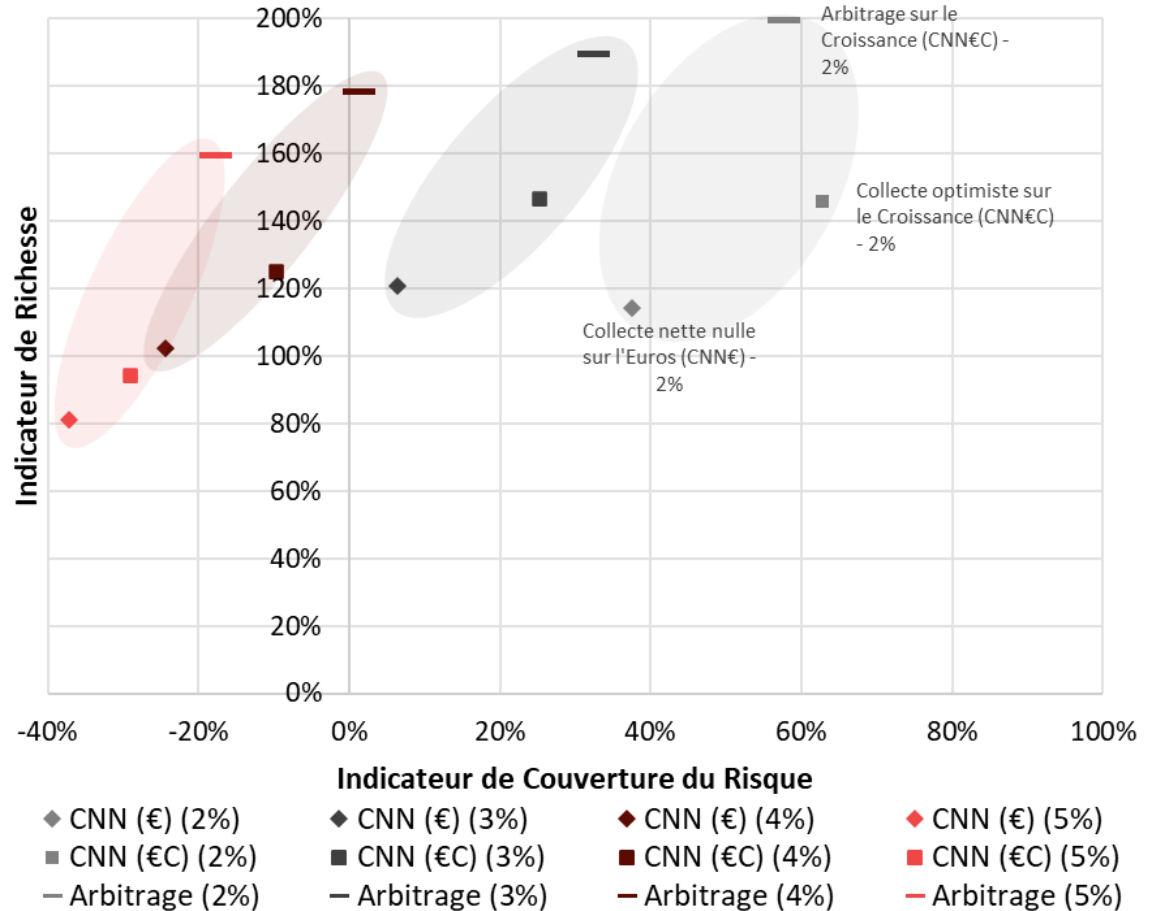 200%
Arbitrage sur le
Croissance (CNN€C) -
2%
180%
160%
Collecte optimiste sur
le Croissance (CNN€C)
- 2%
140%
120%
Collecte nette nulle
sur l'Euros (CNN€) -
2%
100%
80%
60%
40%
20%
0%
Indicateur de Richesse
-40% -20% 0% 20% 40% 60% 80% 100%
Indicateur de Couverture du Risque
CNN (€) (2%) CNN (€) (3%) CNN (€) (4%) CNN (€) (5%)
CNN (€C) (2%) CNN (€C) (3%) CNN (€C) (4%) CNN (€C) (5%)
Arbitrage (2%) Arbitrage (3%) Arbitrage (4%) Arbitrage (5%)